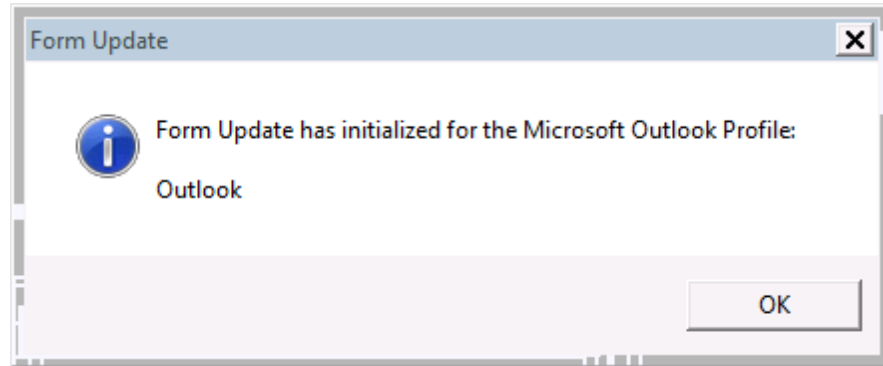 Form Update
Form Update has initialized for the Microsoft Outlook Profile:
Outlook
OK